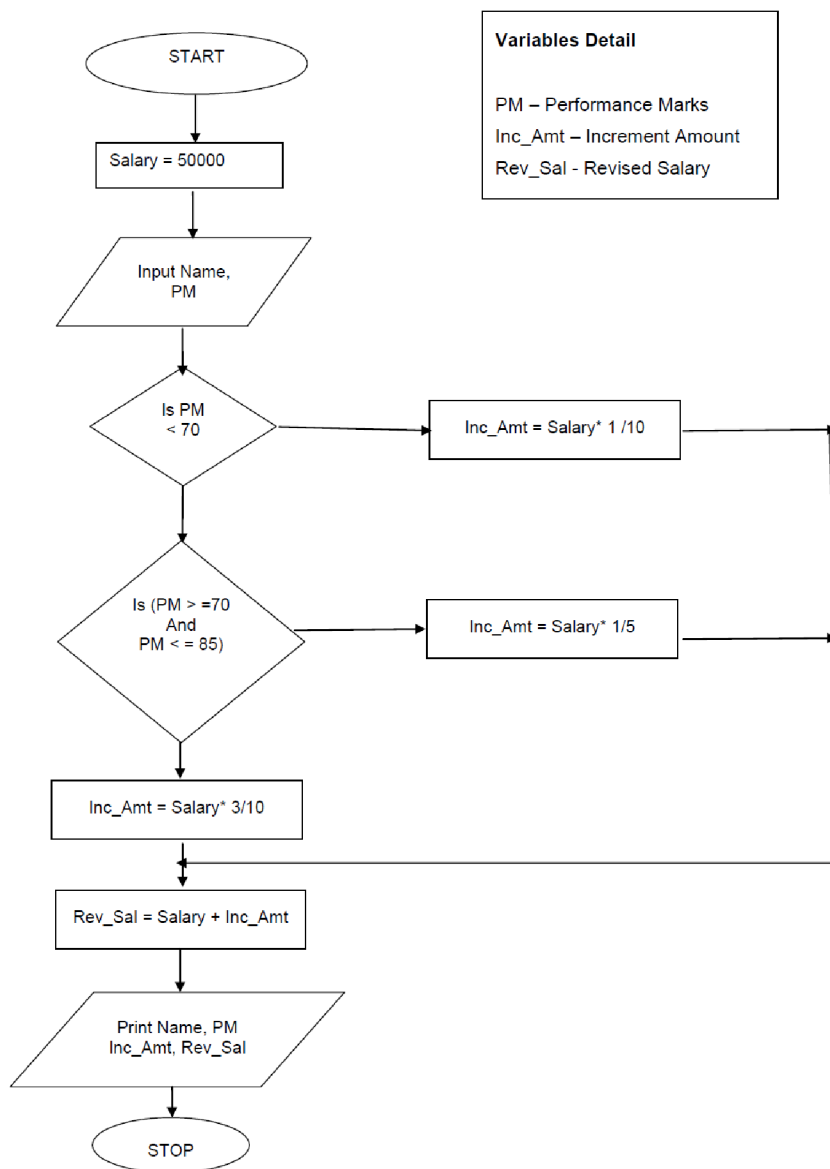 START
Variables Detail
PM – Performance Marks
Inc_Amt – Increment Amount
Rev_Sal - Revised Salary
Salary = 50000
Input Name,
PM
Is PM
< 70
Inc_Amt = Salary* 1 /10
Is (PM > =70
And
PM < = 85)
Inc_Amt = Salary* 1/5
Inc_Amt = Salary* 3/10
Rev_Sal = Salary + Inc_Amt
Print Name, PM
Inc_Amt, Rev_Sal
STOP